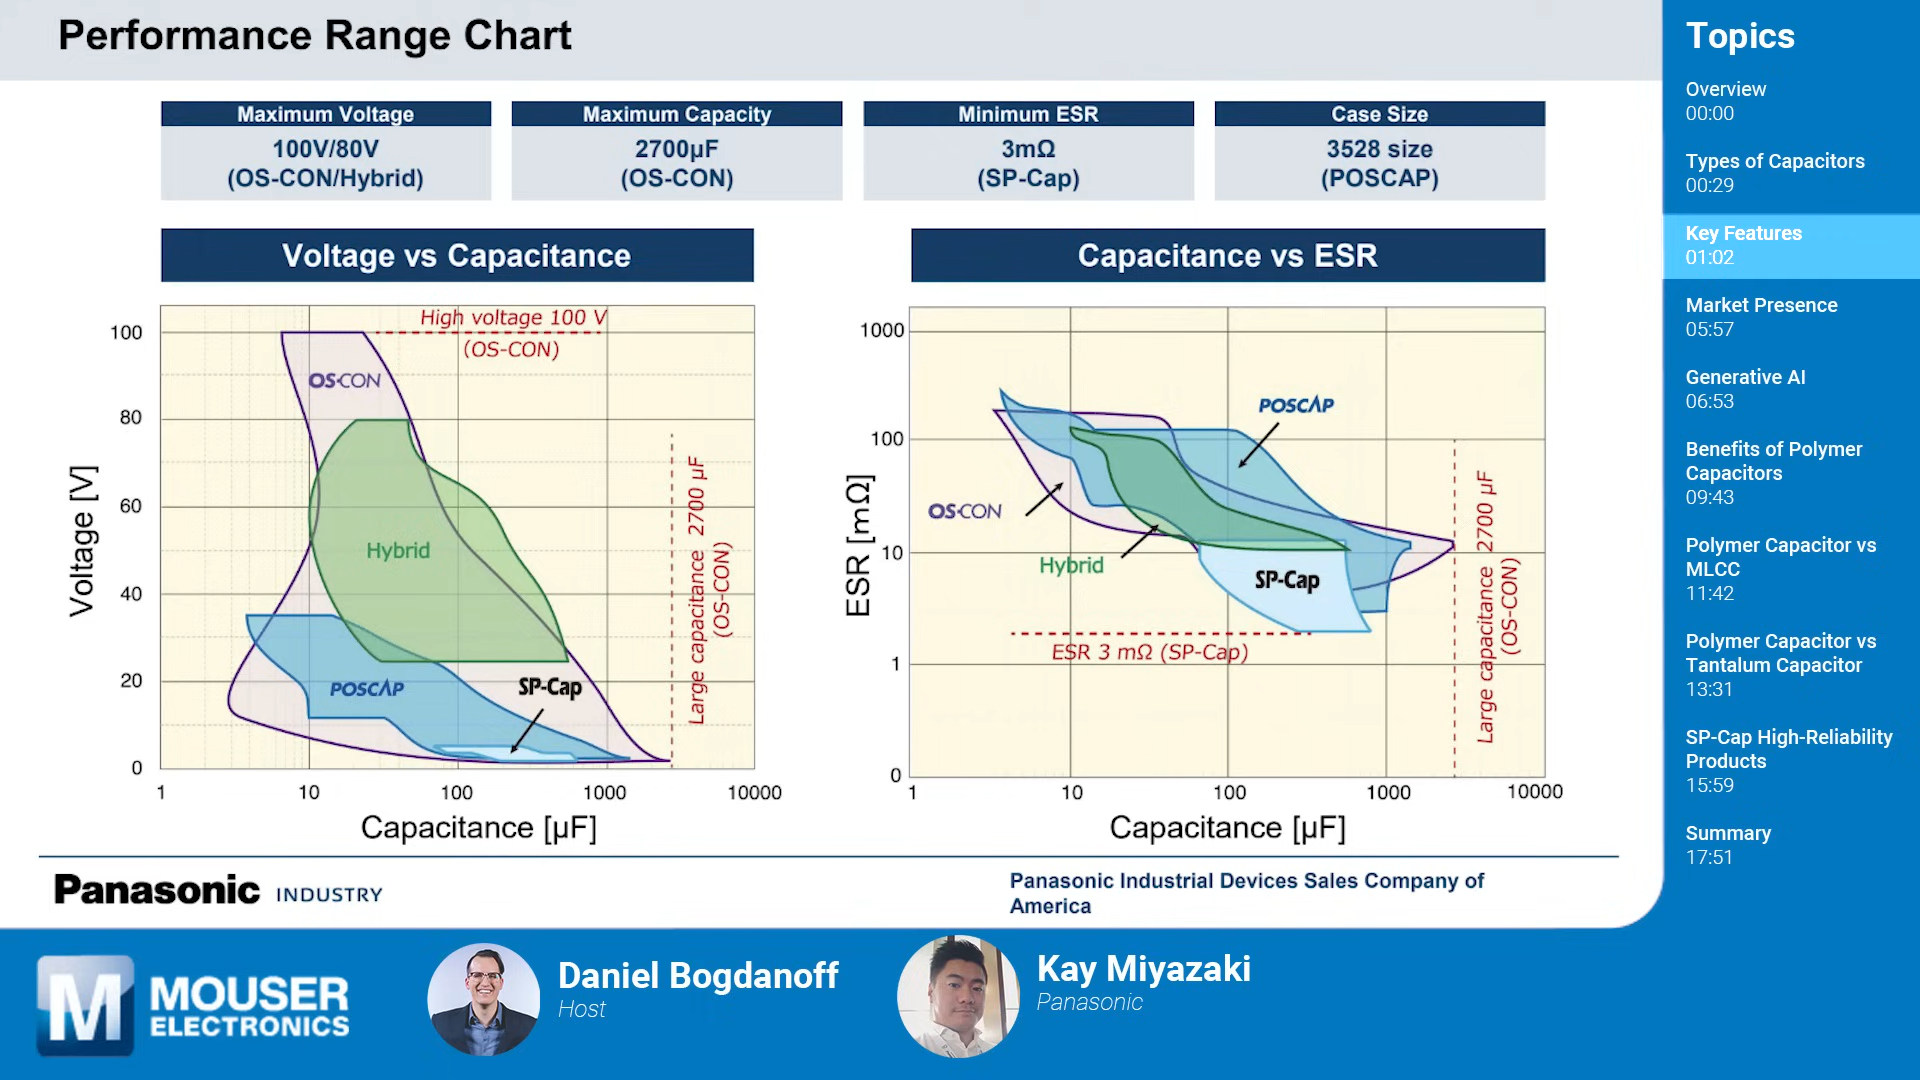 Performance Range Chart
Maximum Voltage
100V/80V
(OS-CON/Hybrid)
Maximum Capacity
2700µF
(OS-CON)
Minimum ESR
3mΩ
(SP-Cap)
Case Size
3528 size
(POSCAP)
Voltage vs Capacitance
High voltage 100 V
(OS-CON)
OS-CON
Hybrid
POSCAP
SP-Cap
Large capacitance 2700 µF
(OS-CON)
Voltage [V]
100
80
60
40
20
0
1
10
100
1000
10000
Capacitance [µF]
Capacitance vs ESR
POSCAP
OS-CON
Hybrid
SP-Cap
ESR 3 mΩ (SP-Cap)
Large capacitance 2700 µF
(OS-CON)
ESR [mΩ]
1000
100
10
1
0
1
10
100
1000
10000
Capacitance [µF]
Panasonic INDUSTRY
Panasonic Industrial Devices Sales Company of
America
Topics
Overview
00:00
Types of Capacitors
00:29
Key Features
01:02
Market Presence
05:57
Generative AI
06:53
Benefits of Polymer
Capacitors
09:43
Polymer Capacitor vs
MLCC
11:42
Polymer Capacitor vs
Tantalum Capacitor
13:31
SP-Cap High-Reliability
Products
15:59
Summary
17:51
M
MOUSER
ELECTRONICS
Daniel Bogdanoff
Host
Kay Miyazaki
Panasonic